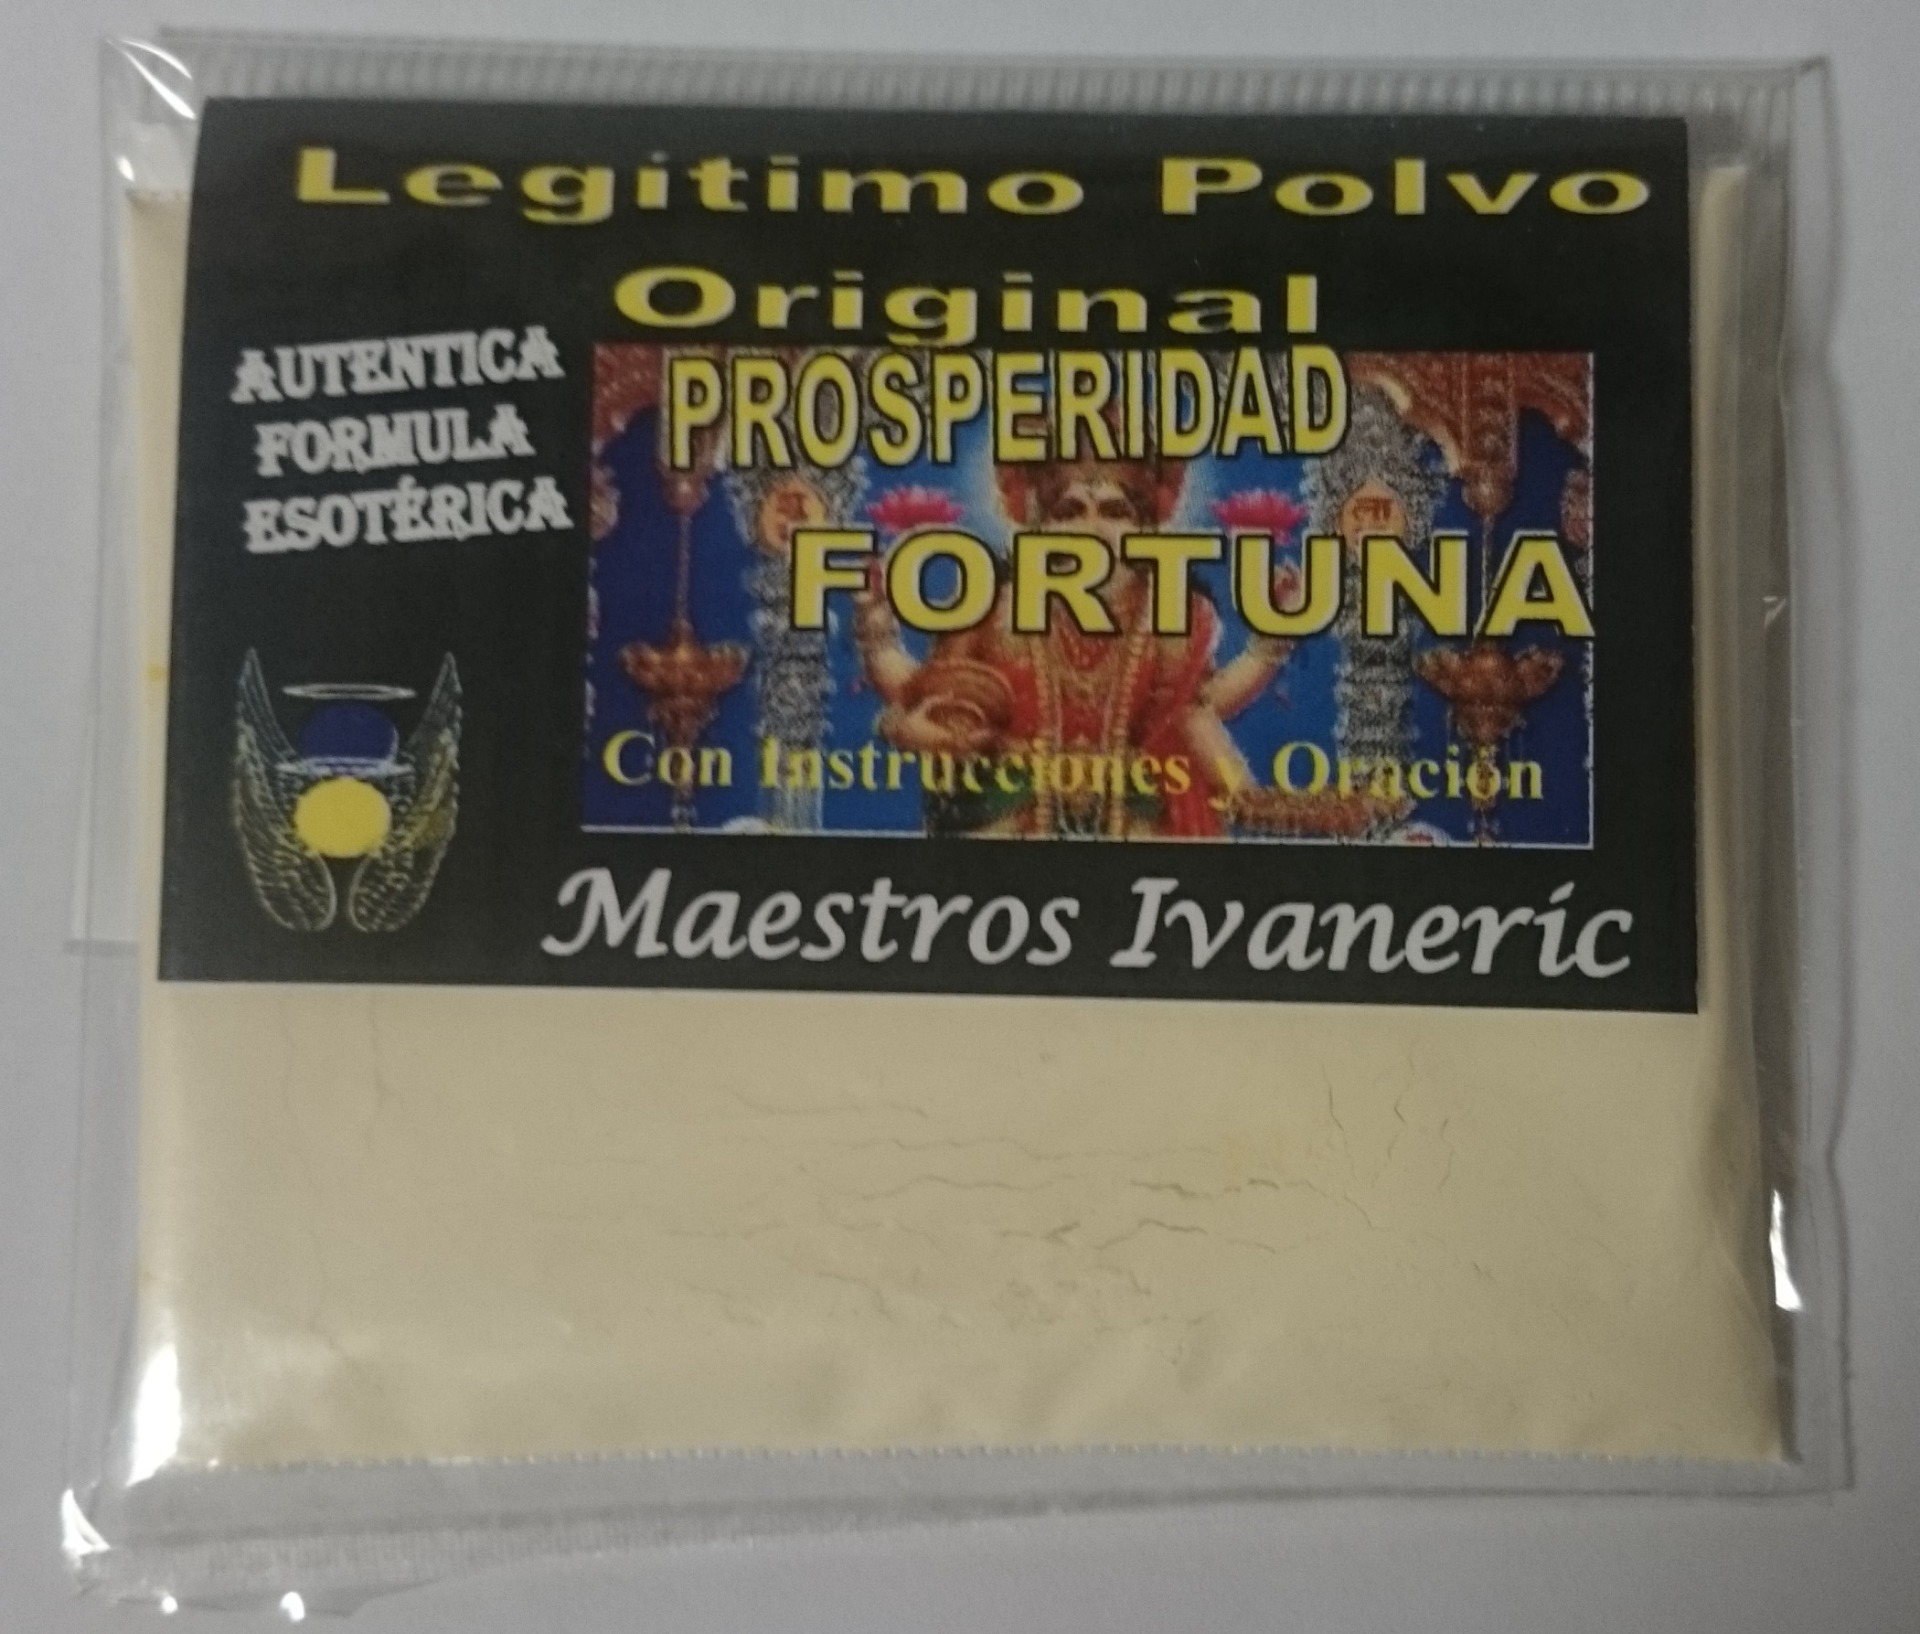 Legitimo Polvo
Original
AUTENTICA
FORMULA
ESOTÉRICA
PROSPERIDAD
FORTUNA
Con Instrucciones y Oración
Maestros Ivaneric